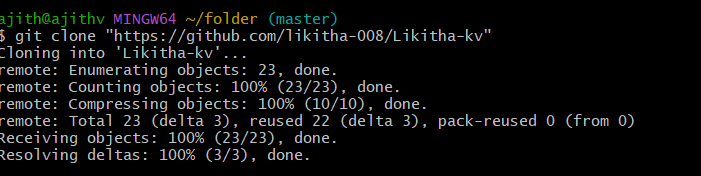 ajith@ajithv MINGW64 ~/folder (master)
$ git clone "https://github.com/likitha-008/Likitha-kv"
Cloning into 'Likitha-kv'...
remote: Enumerating objects: 23, done.
remote: Counting objects: 100% (23/23), done.
remote: Compressing objects: 100% (10/10), done.
remote: Total 23 (delta 3), reused 22 (delta 3), pack-reused 0 (from 0)
Receiving objects: 100% (23/23), done.
Resolving deltas: 100% (3/3), done.